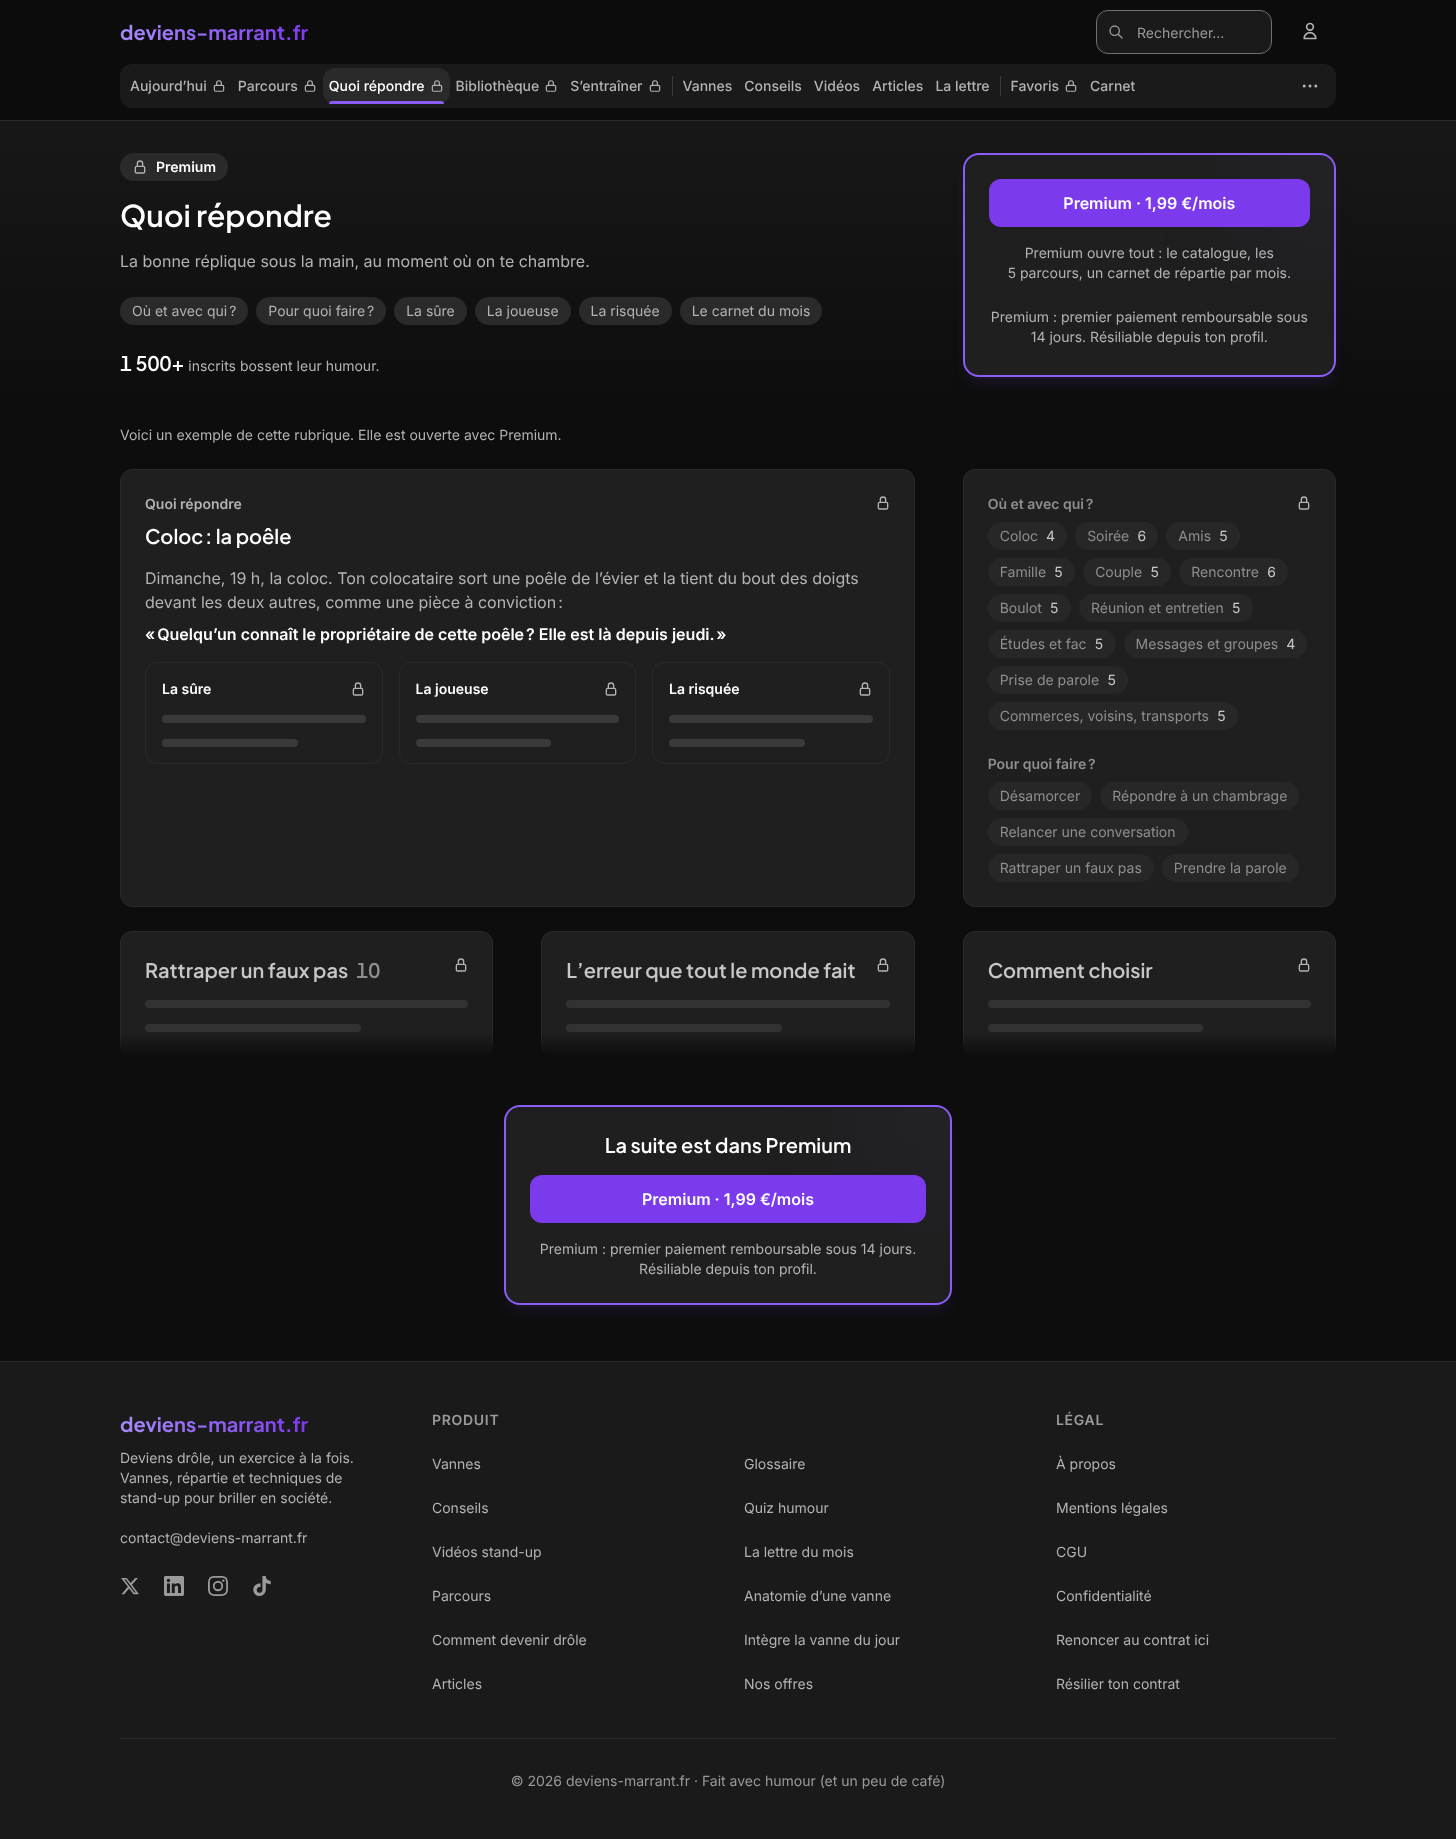 deviens-marrant.fr
Rechercher...
Aujourd’hui Parcours Quoi répondre Bibliothèque S’entraîner Vannes Conseils Vidéos Articles La lettre Favoris Carnet
Premium
Quoi répondre
La bonne réplique sous la main, au moment où on te chambre.
Où et avec qui ? Pour quoi faire ? La sûre La joueuse La risquée Le carnet du mois
1 500+ inscrits bossent leur humour.
Premium · 1,99 €/mois
Premium ouvre tout : le catalogue, les
5 parcours, un carnet de répartie par mois.
Premium : premier paiement remboursable sous
14 jours. Résiliable depuis ton profil.
Voici un exemple de cette rubrique. Elle est ouverte avec Premium.
Quoi répondre
Coloc : la poêle
Dimanche, 19 h, la coloc. Ton colocataire sort une poêle de l’évier et la tient du bout des doigts
devant les deux autres, comme une pièce à conviction :
« Quelqu’un connaît le propriétaire de cette poêle ? Elle est là depuis jeudi. »
La sûre La joueuse La risquée
Où et avec qui ?
Coloc 4 Soirée 6 Amis 5
Famille 5 Couple 5 Rencontre 6
Boulot 5 Réunion et entretien 5
Études et fac 5 Messages et groupes 4
Prise de parole 5
Commerces, voisins, transports 5
Pour quoi faire ?
Désamorcer Répondre à un chambrage
Relancer une conversation
Rattraper un faux pas Prendre la parole
Rattraper un faux pas 10
L’erreur que tout le monde fait
Comment choisir
La suite est dans Premium
Premium · 1,99 €/mois
Premium : premier paiement remboursable sous 14 jours.
Résiliable depuis ton profil.
deviens-marrant.fr
Deviens drôle, un exercice à la fois.
Vannes, répartie et techniques de
stand-up pour briller en société.
contact@deviens-marrant.fr
PRODUIT
Vannes
Conseils
Vidéos stand-up
Parcours
Comment devenir drôle
Articles
Glossaire
Quiz humour
La lettre du mois
Anatomie d’une vanne
Intègre la vanne du jour
Nos offres
LÉGAL
À propos
Mentions légales
CGU
Confidentialité
Renoncer au contrat ici
Résilier ton contrat
© 2026 deviens-marrant.fr · Fait avec humour (et un peu de café)